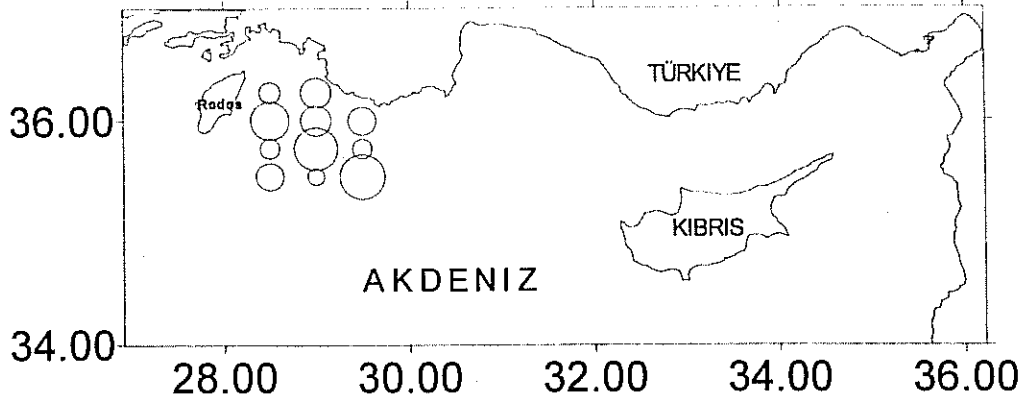 TÜRKIYE
Rodos
36.00
KIBRIS
AKDENIZ
34.00
28.00 30.00 32.00 34.00 36.00